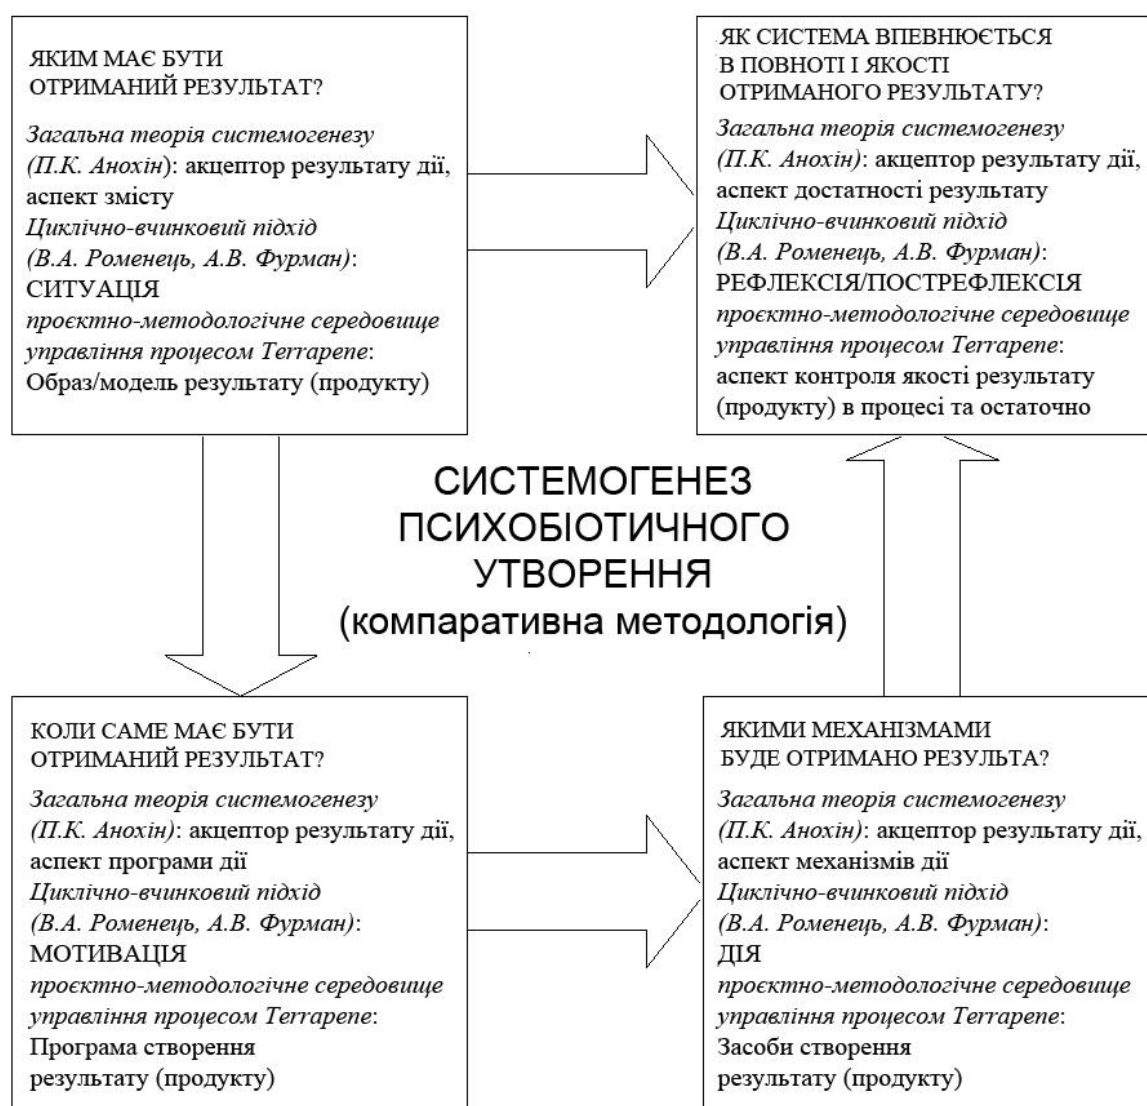 ЯКИМ МАЄ БУТИ
ОТРИМАНИЙ РЕЗУЛЬТАТ?
Загальна теорія системогенезу
(П.К. Анохін): акцептор результату дії,
аспект змісту
Циклічно-вчинковий підхід
(В.А. Роменець, А.В. Фурман):
СИТУАЦІЯ
проєктно-методологічне середовище
управління процесом Terrapene:
Образ/модель результату (продукту)
ЯК СИСТЕМА ВПЕВНЮЄТЬСЯ
В ПОВНОТІ І ЯКОСТІ
ОТРИМАНОГО РЕЗУЛЬТАТУ?
Загальна теорія системогенезу
(П.К. Анохін): акцептор результату дії,
аспект достатності результату
Циклічно-вчинковий підхід
(В.А. Роменець, А.В. Фурман):
РЕФЛЕКСІЯ/ПОСТРЕФЛЕКСІЯ
проєктно-методологічне середовище
управління процесом Terrapene:
аспект контроля якості результату
(продукту) в процесі та остаточно
СИСТЕМОГЕНЕЗ
ПСИХОБІОТИЧНОГО
УТВОРЕННЯ
(компаративна методологія)
КОЛИ САМЕ МАЄ БУТИ
ОТРИМАНИЙ РЕЗУЛЬТАТ?
Загальна теорія системогенезу
(П.К. Анохін): акцептор результату дії,
аспект програми дії
Циклічно-вчинковий підхід
(В.А. Роменець, А.В. Фурман):
МОТИВАЦІЯ
проєктно-методологічне середовище
управління процесом Terrapene:
Програма створення
результату (продукту)
ЯКИМИ МЕХАНІЗМАМИ
БУДЕ ОТРИМАНО РЕЗУЛЬТА?
Загальна теорія системогенезу
(П.К. Анохін): акцептор результату дії,
аспект механізмів дії
Циклічно-вчинковий підхід
(В.А. Роменець, А.В. Фурман):
ДІЯ
проєктно-методологічне середовище
управління процесом Terrapene:
Засоби створення
результату (продукту)